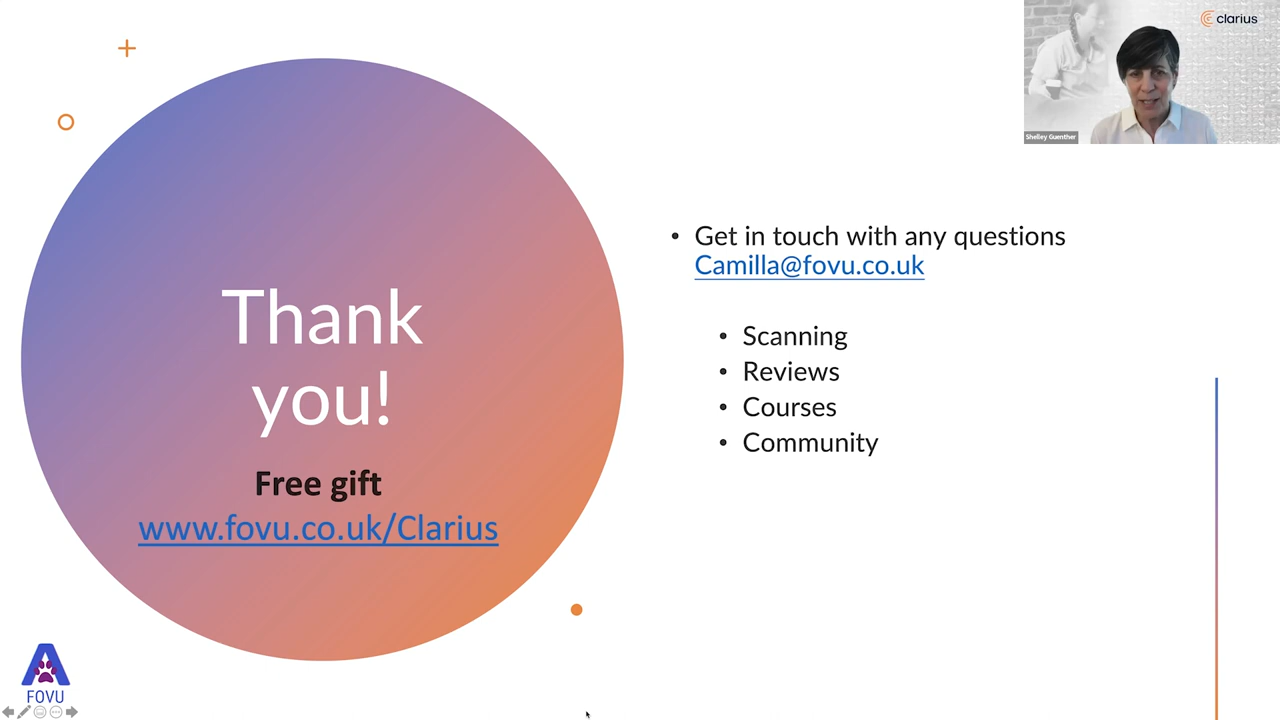 clarius
Shelley Guenther
Thank
you!
Free gift
www.fovu.co.uk/Clarius
• Get in touch with any questions
Camilla@fovu.co.uk
• Scanning
• Reviews
• Courses
• Community
FOVU